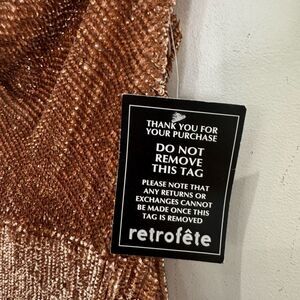 THANK YOU FOR
YOUR PURCHASE
DO NOT
REMOVE
THIS TAG
PLEASE NOTE THAT
ANY RETURNS OR
EXCHANGES CANNOT
BE MADE ONCE THIS
TAG IS REMOVED
retrofête